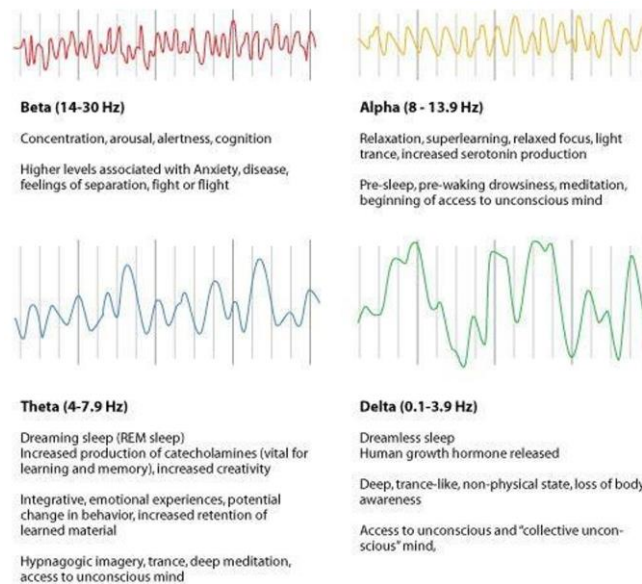 Beta (14-30 Hz)
Concentration, arousal, alertness, cognition
Higher levels associated with Anxiety, disease,
feelings of separation, fight or flight
Alpha (8 - 13.9 Hz)
Relaxation, superlearning, relaxed focus, light
trance, increased serotonin production
Pre-sleep, pre-waking drowsiness, meditation,
beginning of access to unconscious mind
Theta (4-7.9 Hz)
Dreaming sleep (REM sleep)
Increased production of catecholamines (vital for
learning and memory), increased creativity
Integrative, emotional experiences, potential
change in behavior, increased retention of
learned material
Hypnagogic imagery, trance, deep meditation,
access to unconscious mind
Delta (0.1-3.9 Hz)
Dreamless sleep
Human growth hormone released
Deep, trance-like, non-physical state, loss of body
awareness
Access to unconscious and "collective uncon-
scious" mind,